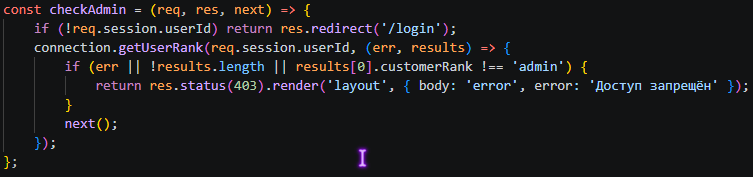 const checkAdmin = (req, res, next) => {
    if (!req.session.userId) return res.redirect('/login');
    connection.getUserRank(req.session.userId, (err, results) => {
        if (err || !results.length || results[0].customerRank !== 'admin') {
            return res.status(403).render('layout', { body: 'error', error: 'Доступ запрещён' });
        }
        next();
    });
};